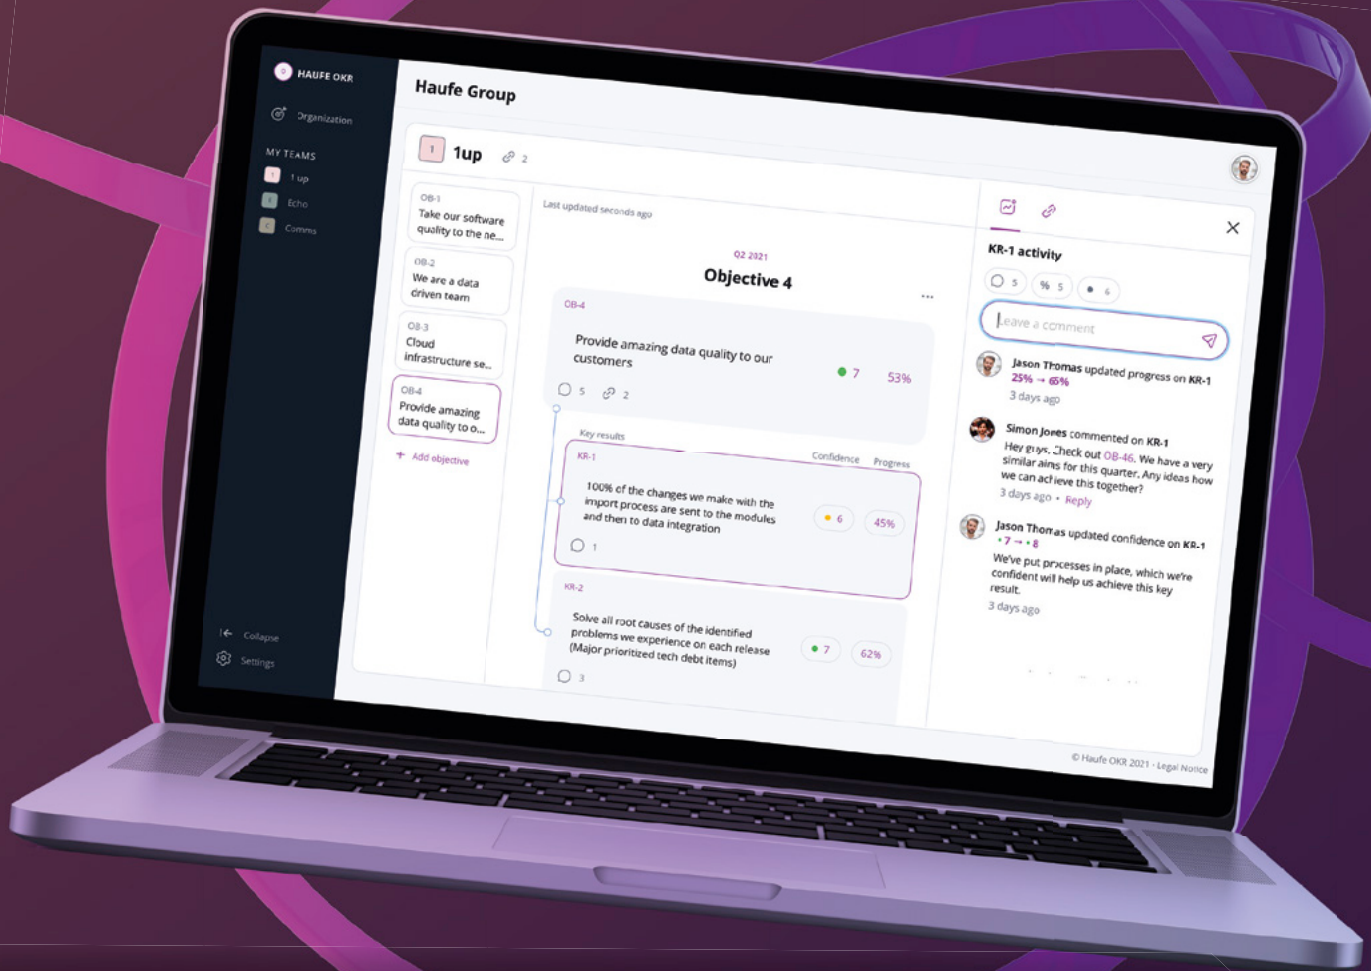 HAUFE OKR
Organization
MY TEAMS
1 1 up
E Echo
C Comms
Collapse
Settings
Haufe Group
1 1up 2
OB-1
Take our software
quality to the ne...
OB-2
We are a data
driven team
OB-3
Cloud
infrastructure se...
OB-4
Provide amazing
data quality to o...
+ Add objective
Last updated seconds ago
Q2 2021
Objective 4
...
OB-4
Provide amazing data quality to our
customers
7 53%
5 2
Key results Confidence Progress
KR-1
100% of the changes we make with the
import process are sent to the modules
and then to data integration
6 45%
1
KR-2
Solve all root causes of the identified
problems we experience on each release
(Major prioritized tech debt items)
7 62%
3
KR-1 activity
5 % 5 6
Leave a comment
Jason Thomas updated progress on KR-1
25% → 65%
3 days ago
Simon Jones commented on KR-1
Hey guys. Check out OB-46. We have a very
similar aims for this quarter. Any ideas how
we can achieve this together?
3 days ago • Reply
Jason Thomas updated confidence on KR-1
• 7 → • 8
We've put processes in place, which we're
confident will help us achieve this key
result.
3 days ago
© Haufe OKR 2021 - Legal Notice